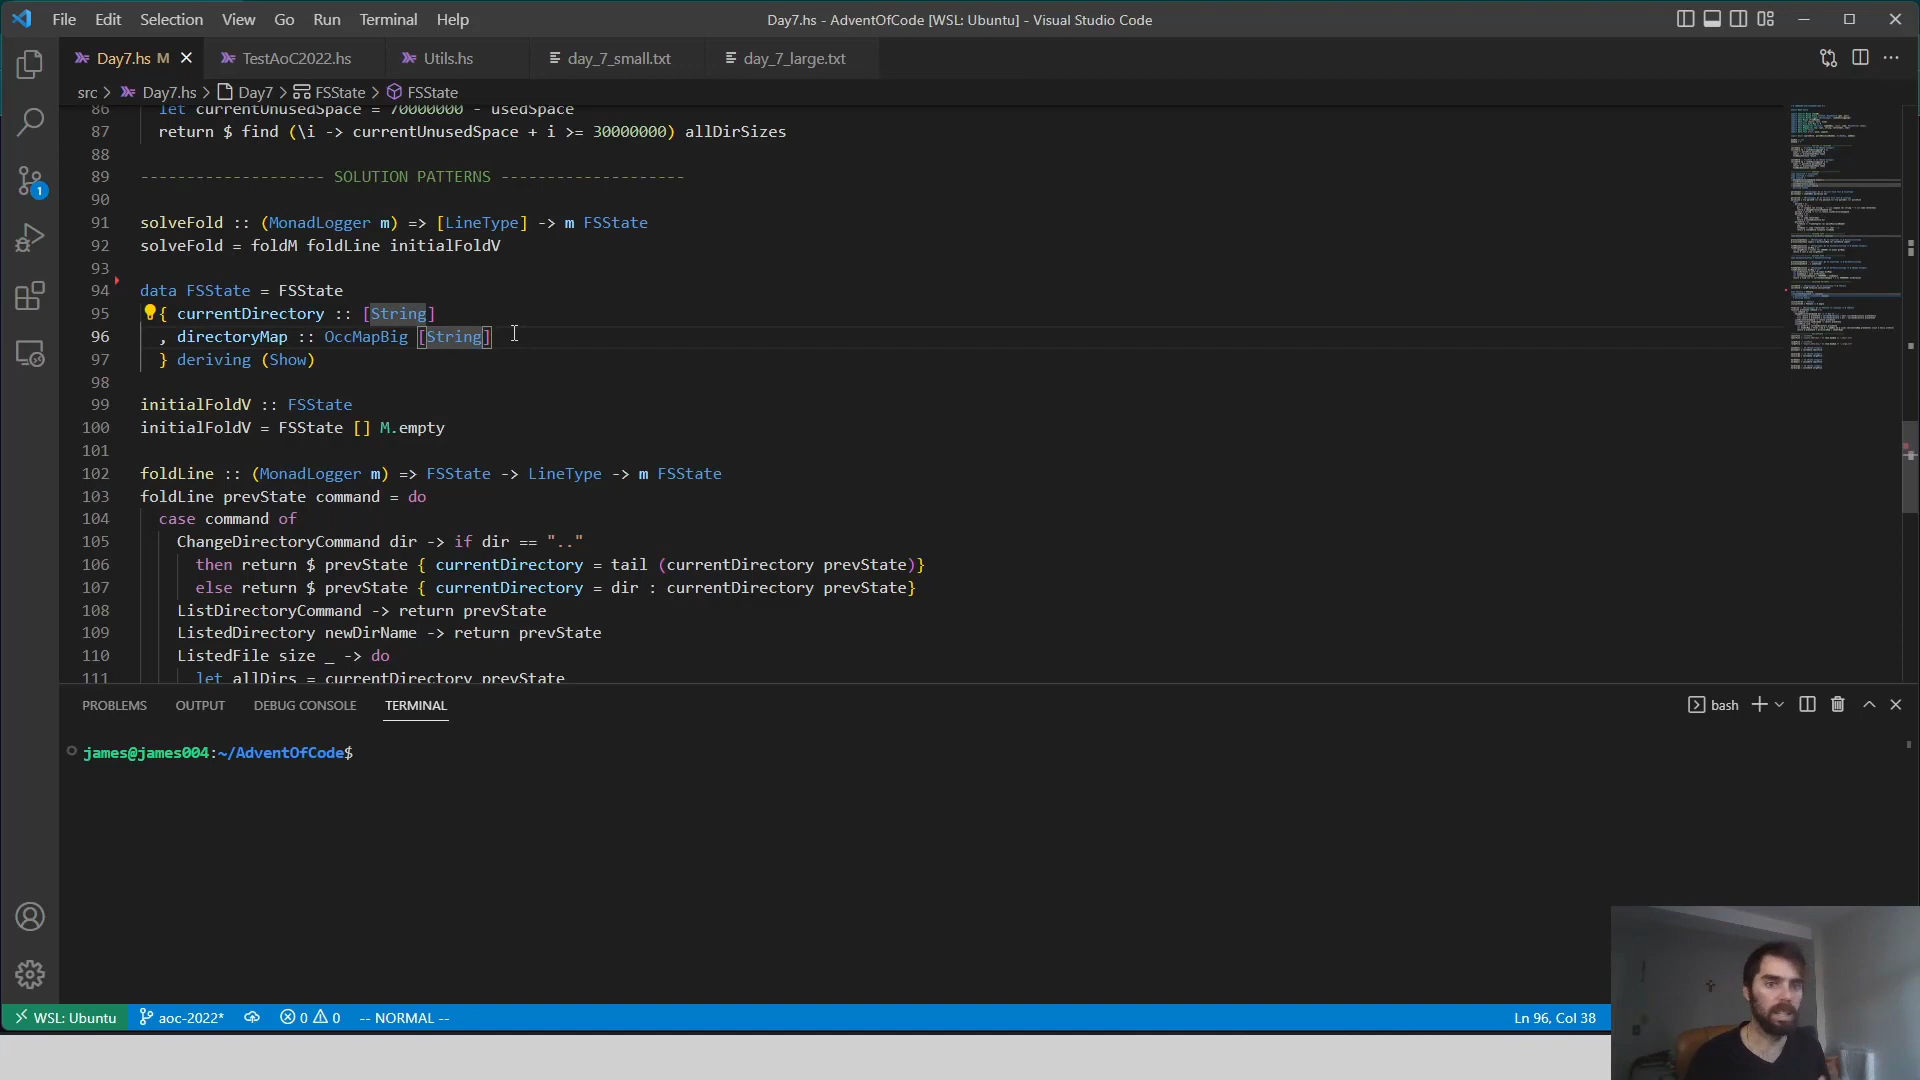 File Edit Selection View Go Run Terminal Help
Day7.hs - AdventOfCode [WSL: Ubuntu] - Visual Studio Code
Day7.hs M TestAoC2022.hs Utils.hs day_7_small.txt day_7_large.txt
src > Day7.hs > Day7 > FSState > FSState
86 let currentUnusedSpace = 70000000 - usedSpace
87 return $ find (\i -> currentUnusedSpace + i >= 30000000) allDirSizes
88
89 -------------------- SOLUTION PATTERNS --------------------
90
91 solveFold :: (MonadLogger m) => [LineType] -> m FSState
92 solveFold = foldM foldLine initialFoldV
93
94 data FSState = FSState
95 { currentDirectory :: [String]
96 , directoryMap :: OccMapBig [String]
97 } deriving (Show)
98
99 initialFoldV :: FSState
100 initialFoldV = FSState [] M.empty
101
102 foldLine :: (MonadLogger m) => FSState -> LineType -> m FSState
103 foldLine prevState command = do
104 case command of
105 ChangeDirectoryCommand dir -> if dir == ".."
106 then return $ prevState { currentDirectory = tail (currentDirectory prevState)}
107 else return $ prevState { currentDirectory = dir : currentDirectory prevState}
108 ListDirectoryCommand -> return prevState
109 ListedDirectory newDirName -> return prevState
110 ListedFile size _ -> do
111 let allDirs = currentDirectory prevState
1
PROBLEMS OUTPUT DEBUG CONSOLE TERMINAL
bash
james@james004:~/AdventOfCode$
WSL: Ubuntu aoc-2022* 0 0 -- NORMAL --
Ln 96, Col 38